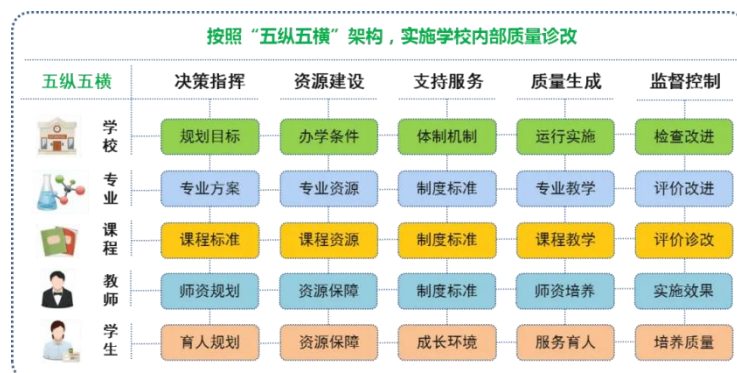 按照“五纵五横”架构，实施学校内部质量诊改
五纵五横 决策指挥 资源建设 支持服务 质量生成 监督控制
学校 规划目标 办学条件 体制机制 运行实施 检查改进
专业 专业方案 专业资源 制度标准 专业教学 评价改进
课程 课程标准 课程资源 制度标准 课程教学 评价诊改
教师 师资规划 资源保障 制度标准 师资培养 实施效果
学生 育人规划 资源保障 成长环境 服务育人 培养质量